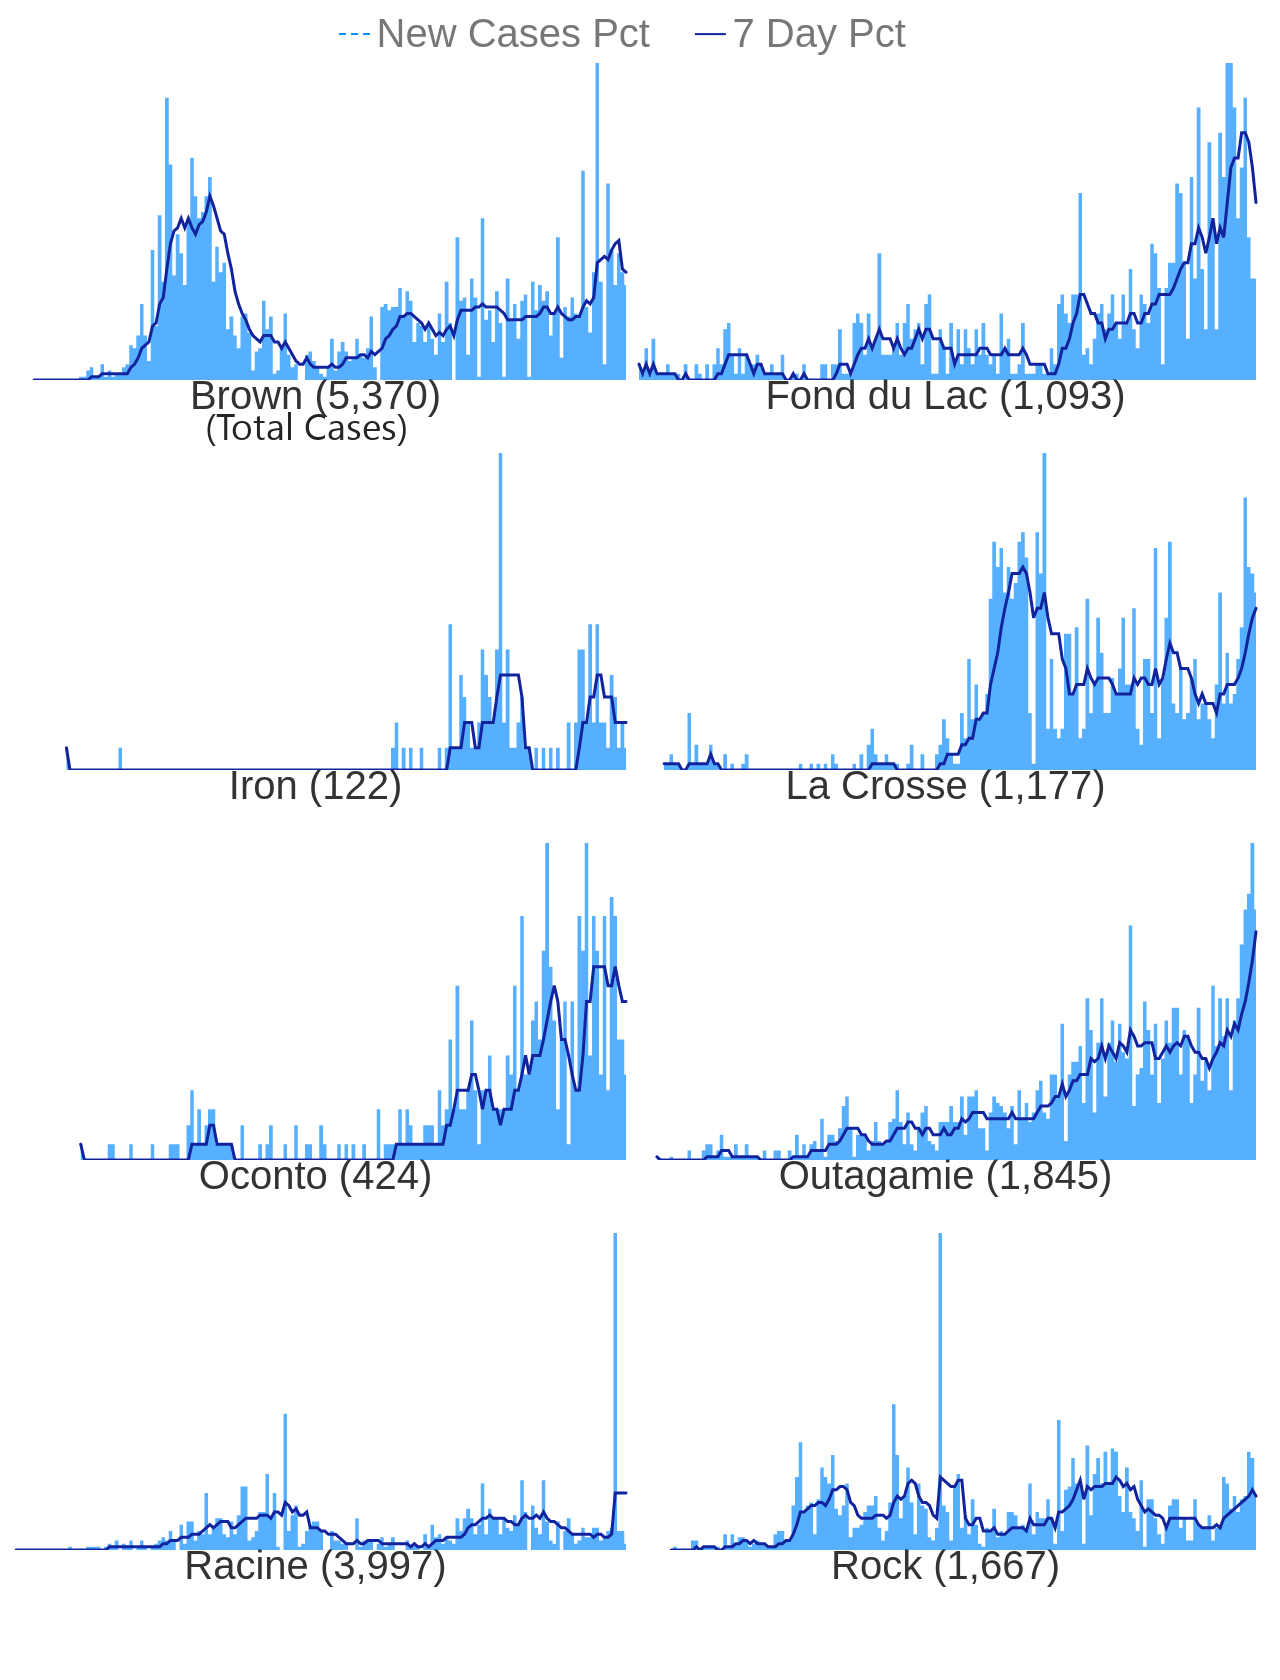 New Cases Pct 7 Day Pct
Brown (5,370) Fond du Lac (1,093)
(Total Cases)
Iron (122) La Crosse (1,177)
Oconto (424) Outagamie (1,845)
Racine (3,997) Rock (1,667)